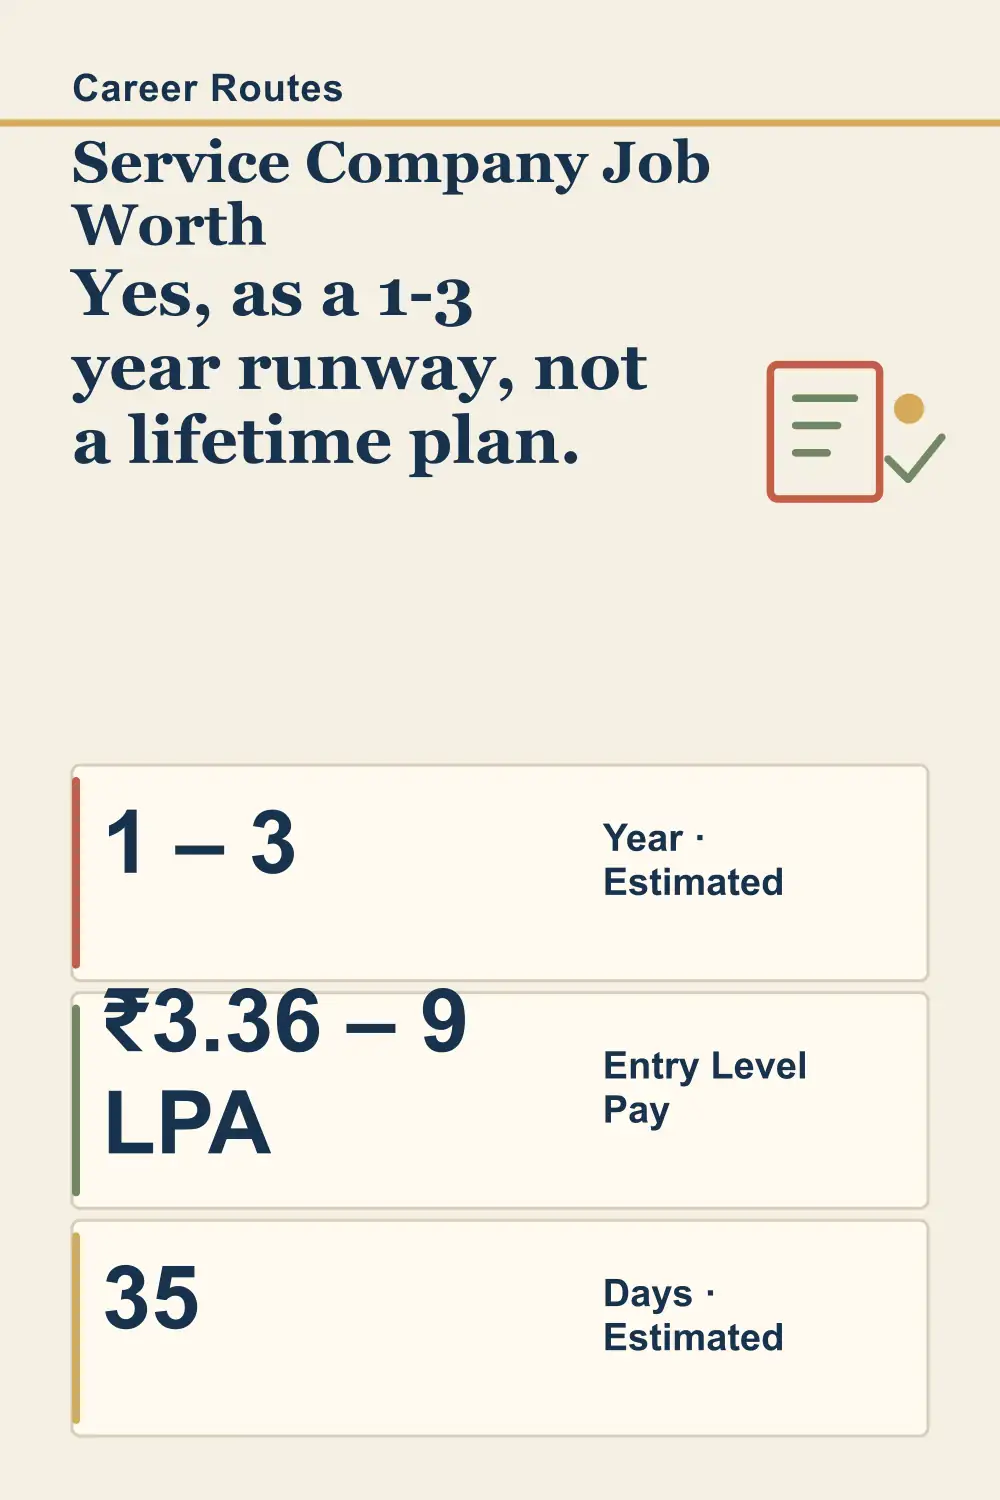 Career Routes
Service Company Job
Worth
Yes, as a 1-3
year runway, not
a lifetime plan.
1 – 3
Year ·
Estimated
₹3.36 – 9
LPA
Entry Level
Pay
35
Days ·
Estimated